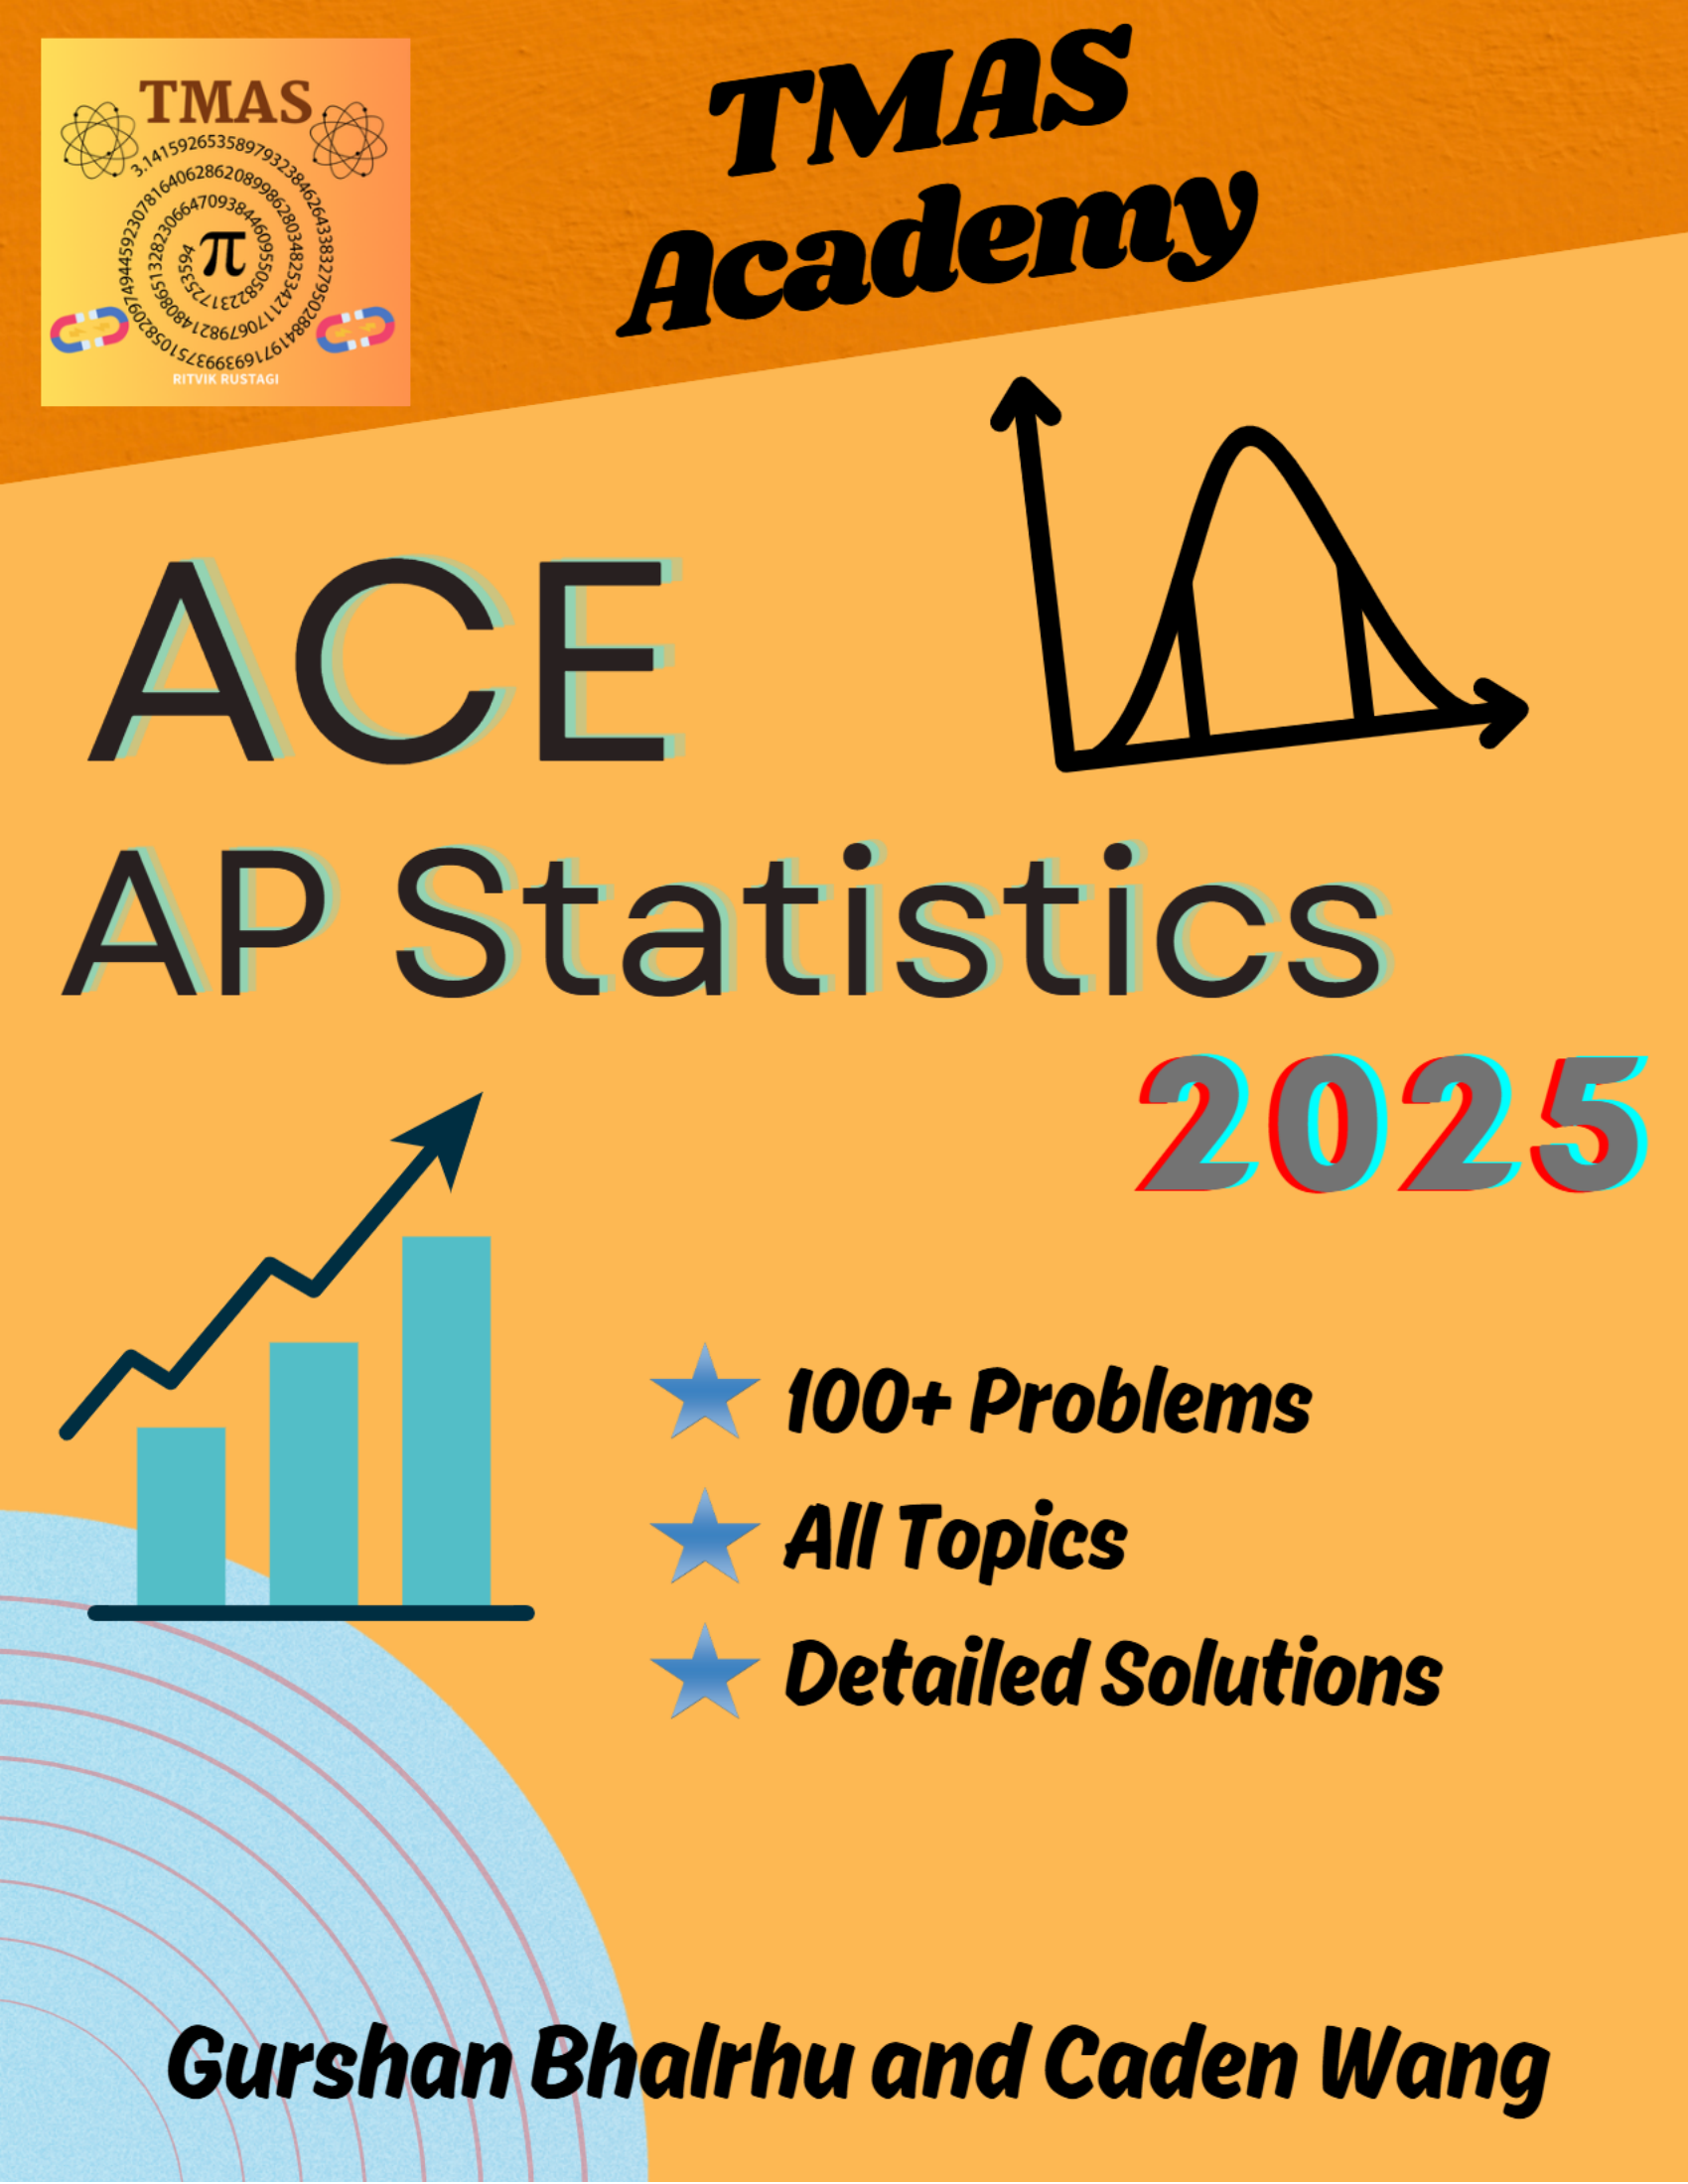 TMAS
3.14159265358979323846264338327950288419716939937510582097494459230781640628620899862803482534211706798214808651328230664709384460955058223172535940
π
RITVIK RUSTAGI
TMAS
Academy
ACE
AP Statistics
2025
100+ Problems
All Topics
Detailed Solutions
Gurshan Bhalrhu and Caden Wang